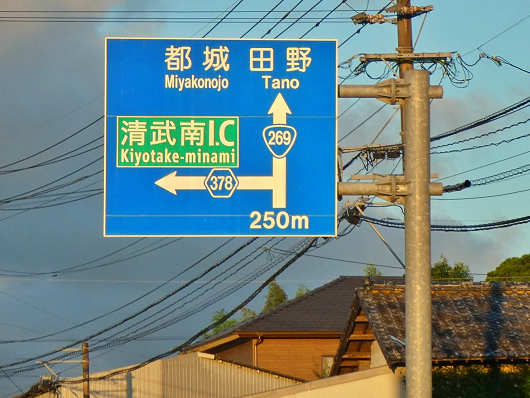 都城 田野
Miyakonojo Tano
清武南I.C
Kiyotake-minami
269
378
250m